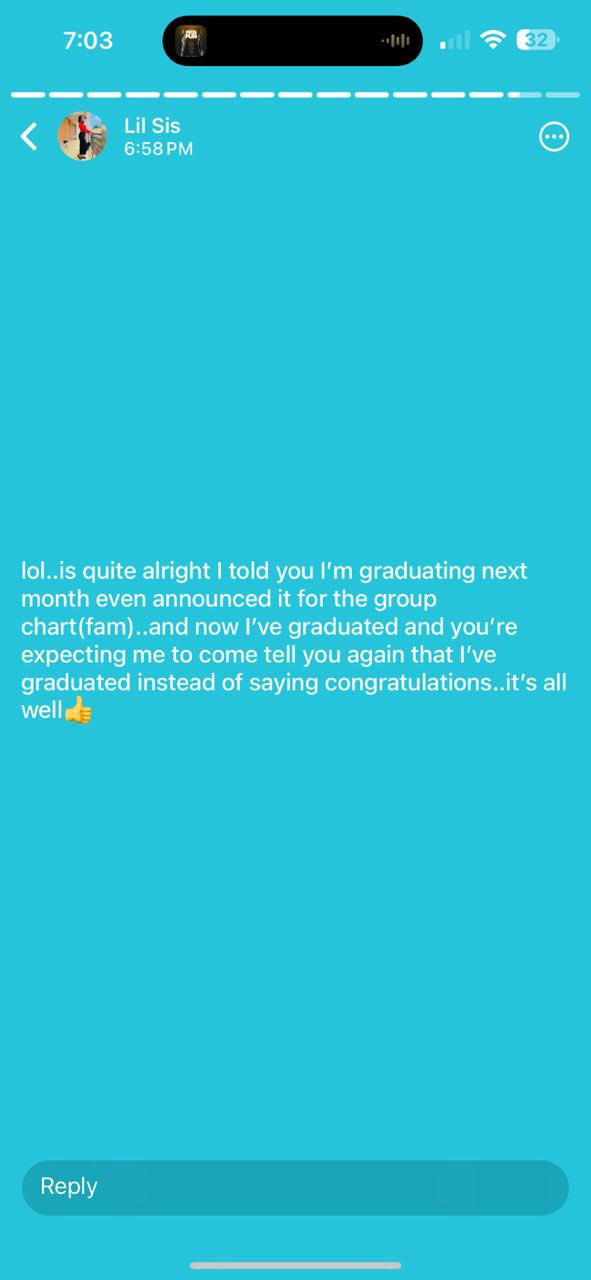 7:03
32
Lil Sis
6:58 PM
lol..is quite alright I told you I’m graduating next
month even announced it for the group
chart(fam)..and now I’ve graduated and you’re
expecting me to come tell you again that I’ve
graduated instead of saying congratulations..it’s all
well👍
Reply